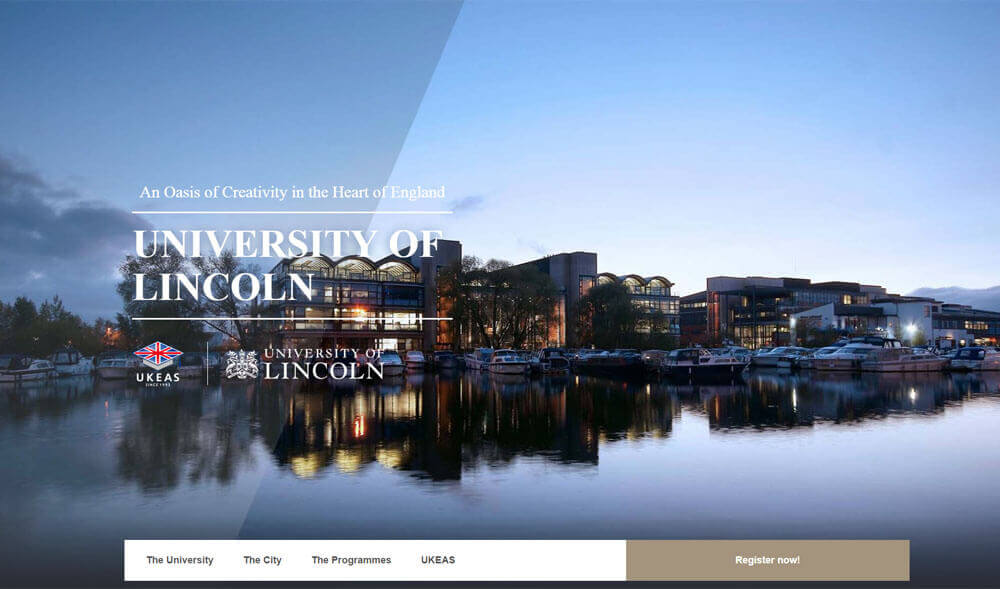 An Oasis of Creativity in the Heart of England
UNIVERSITY OF
LINCOLN
UKEAS
SINCE 1993
UNIVERSITY OF
LINCOLN
The University
The City
The Programmes
UKEAS
Register now!